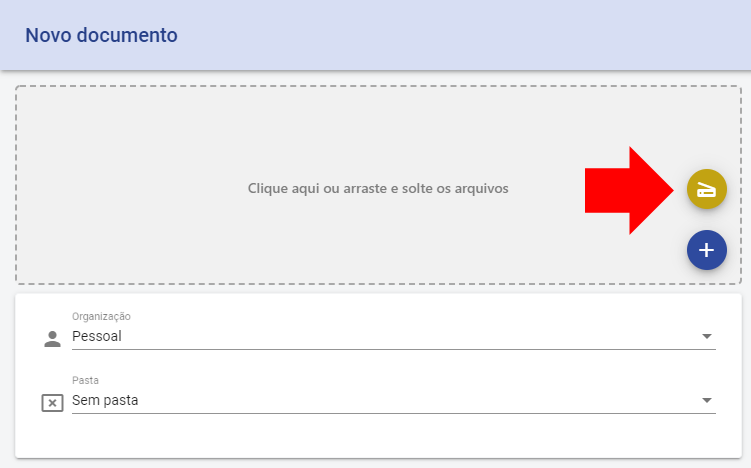 Novo documento
Clique aqui ou arraste e solte os arquivos
Organização
Pessoal
Pasta
Sem pasta